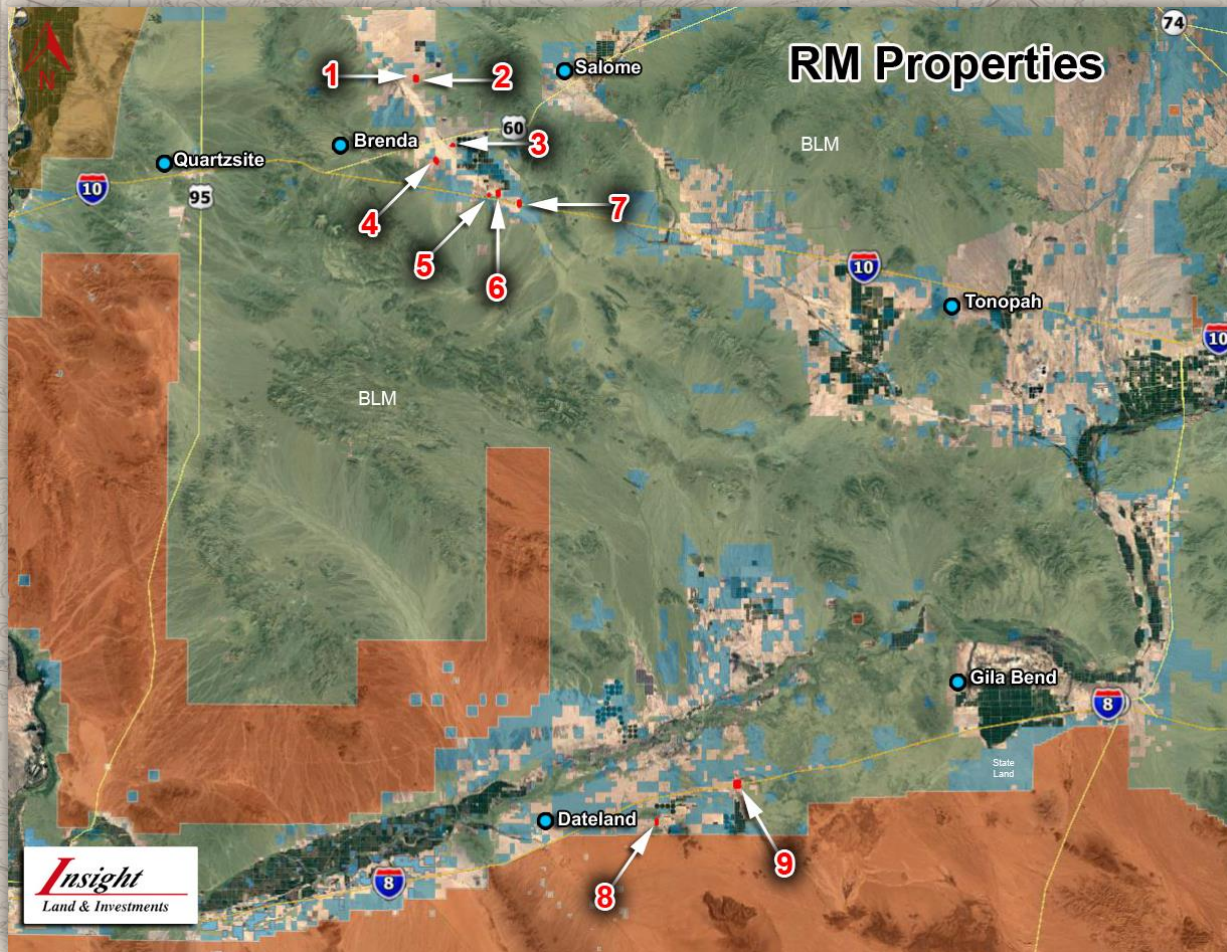 74
RM Properties
N
Salome
1
2
60
3
BLM
Brenda
Quartzsite
10
95
4
7
5
6
10
Tonopah
10
BLM
Gila Bend
8
State
Land
Dateland
8
9
8
Insight
Land & Investments